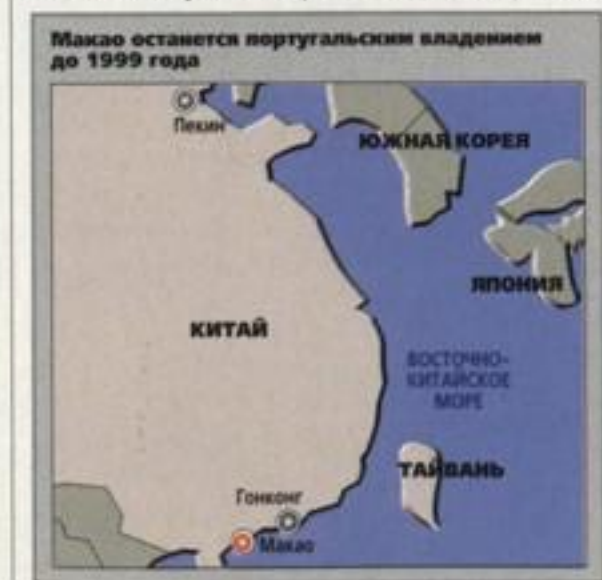 Макао останется португальским владением
до 1999 года
Пекин
ЮЖНАЯ КОРЕЯ
ЯПОНИЯ
КИТАЙ
ВОСТОЧНО-
КИТАЙСКОЕ
МОРЕ
ТАЙВАНЬ
Гонконг
Макао